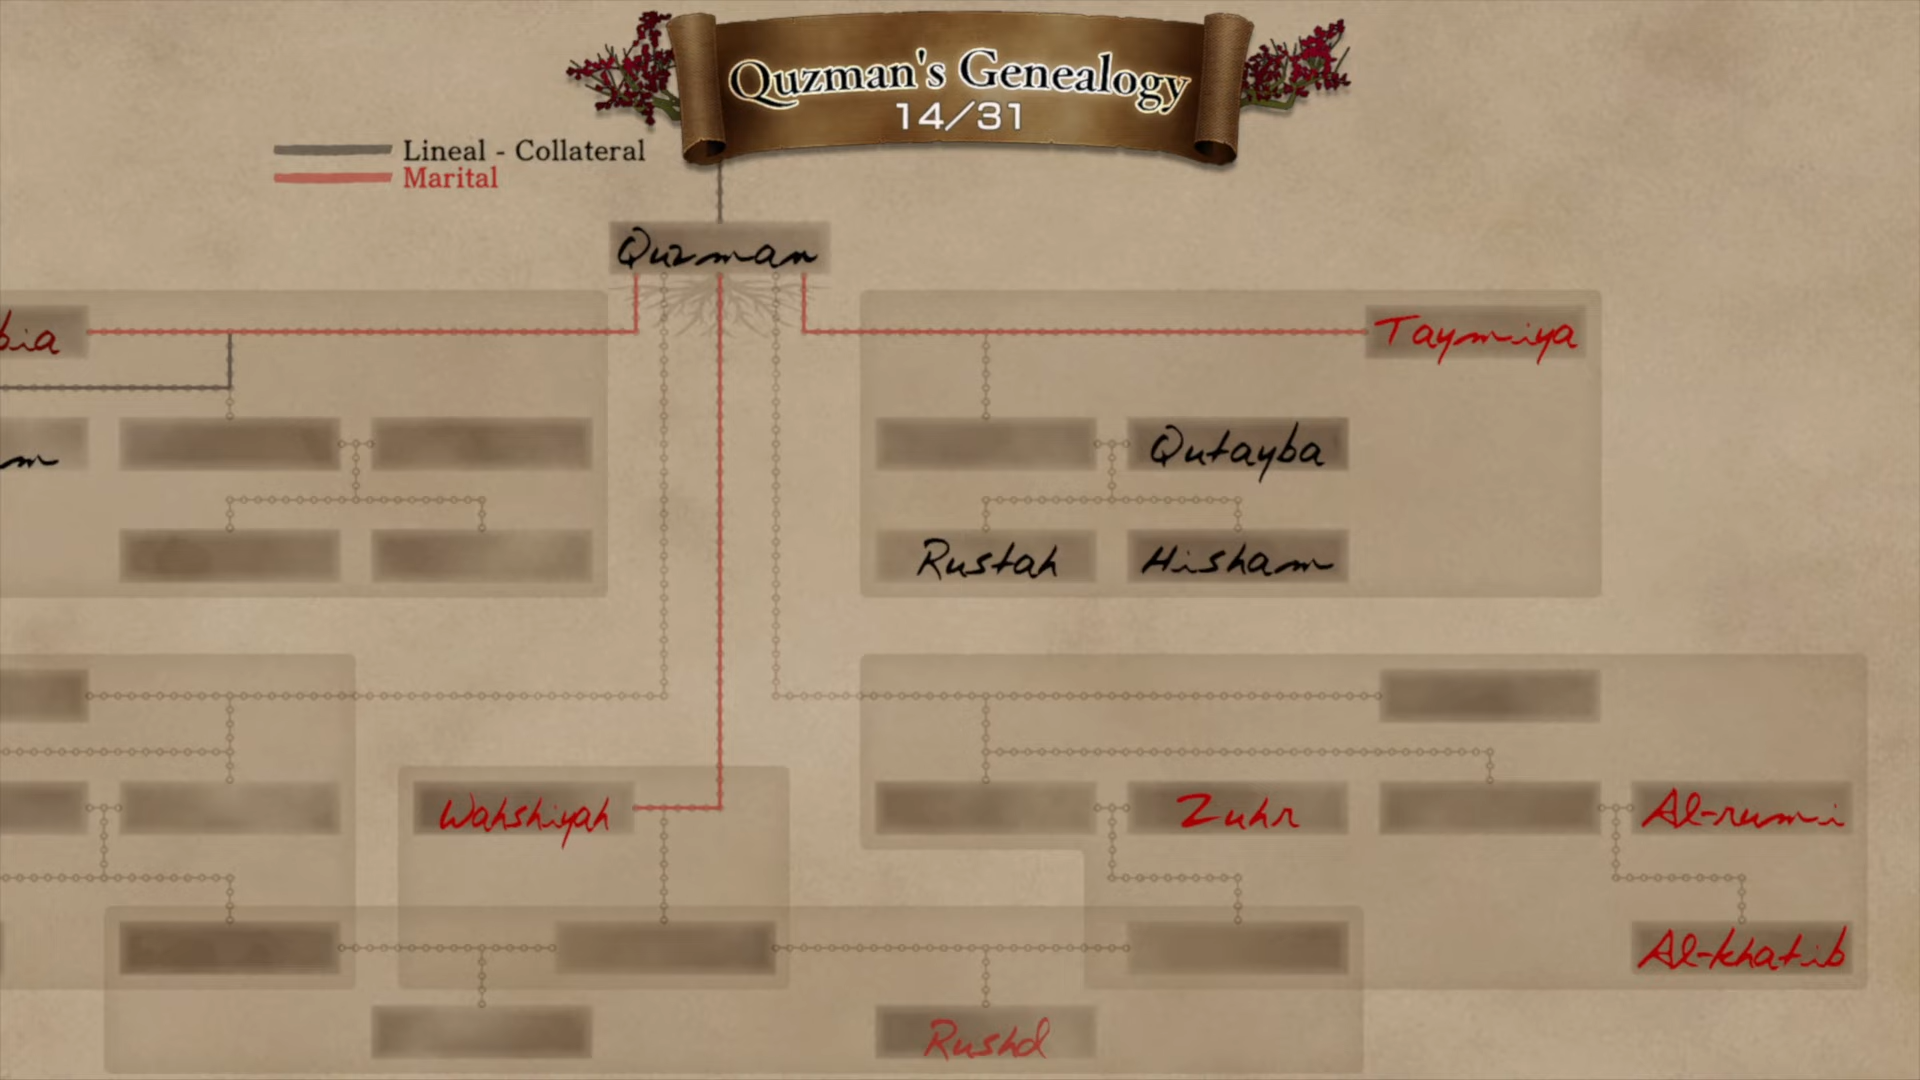 Quzman's Genealogy
14/31
Lineal - Collateral
Marital
Quzman
bia
Taymiya
m
Qutayba
Rustah
Hisham
Wahshiyah
Zuhr
Al-rumi
Al-khatib
Rushd